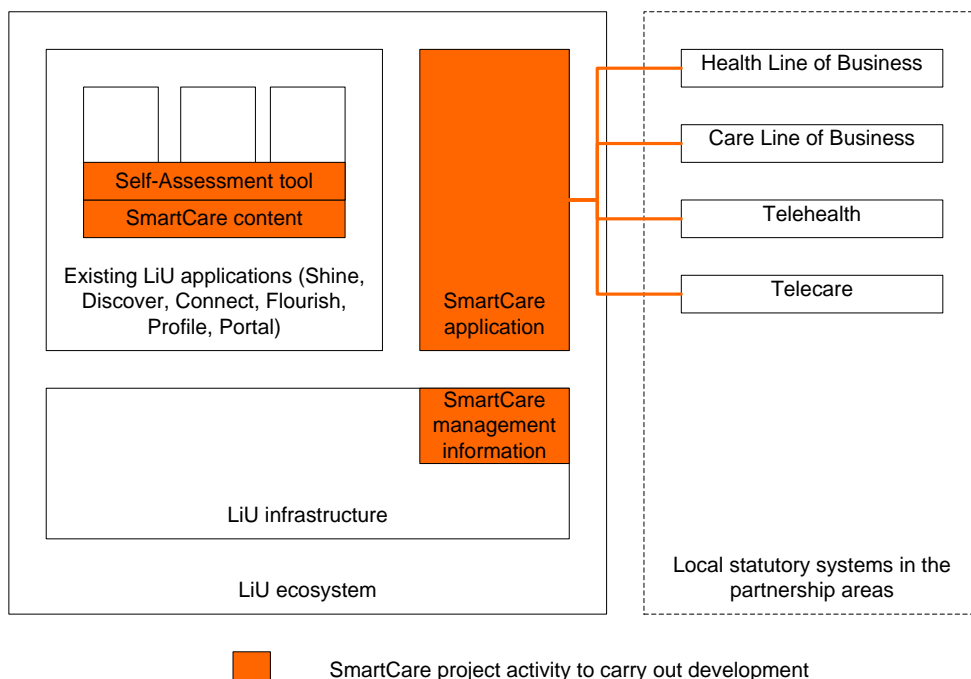 Self-Assessment tool
SmartCare content
Existing LiU applications (Shine,
Discover, Connect, Flourish,
Profile, Portal)
SmartCare
application
SmartCare
management
information
LiU infrastructure
LiU ecosystem
Health Line of Business
Care Line of Business
Telehealth
Telecare
Local statutory systems in the
partnership areas
SmartCare project activity to carry out development